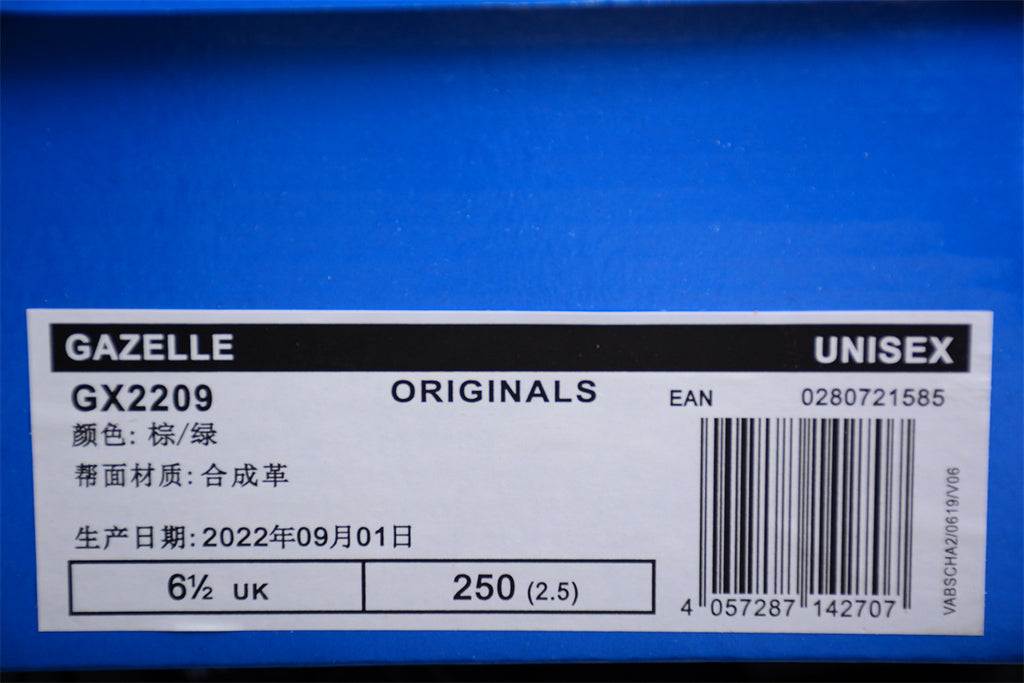 GAZELLE UNISEX
GX2209 ORIGINALS EAN 0280721585
颜色: 棕/绿
帮面材质: 合成革
生产日期: 2022年09月01日
6½ UK 250 (2.5)
4 057287 142707
VABSCHA2/0619/V06